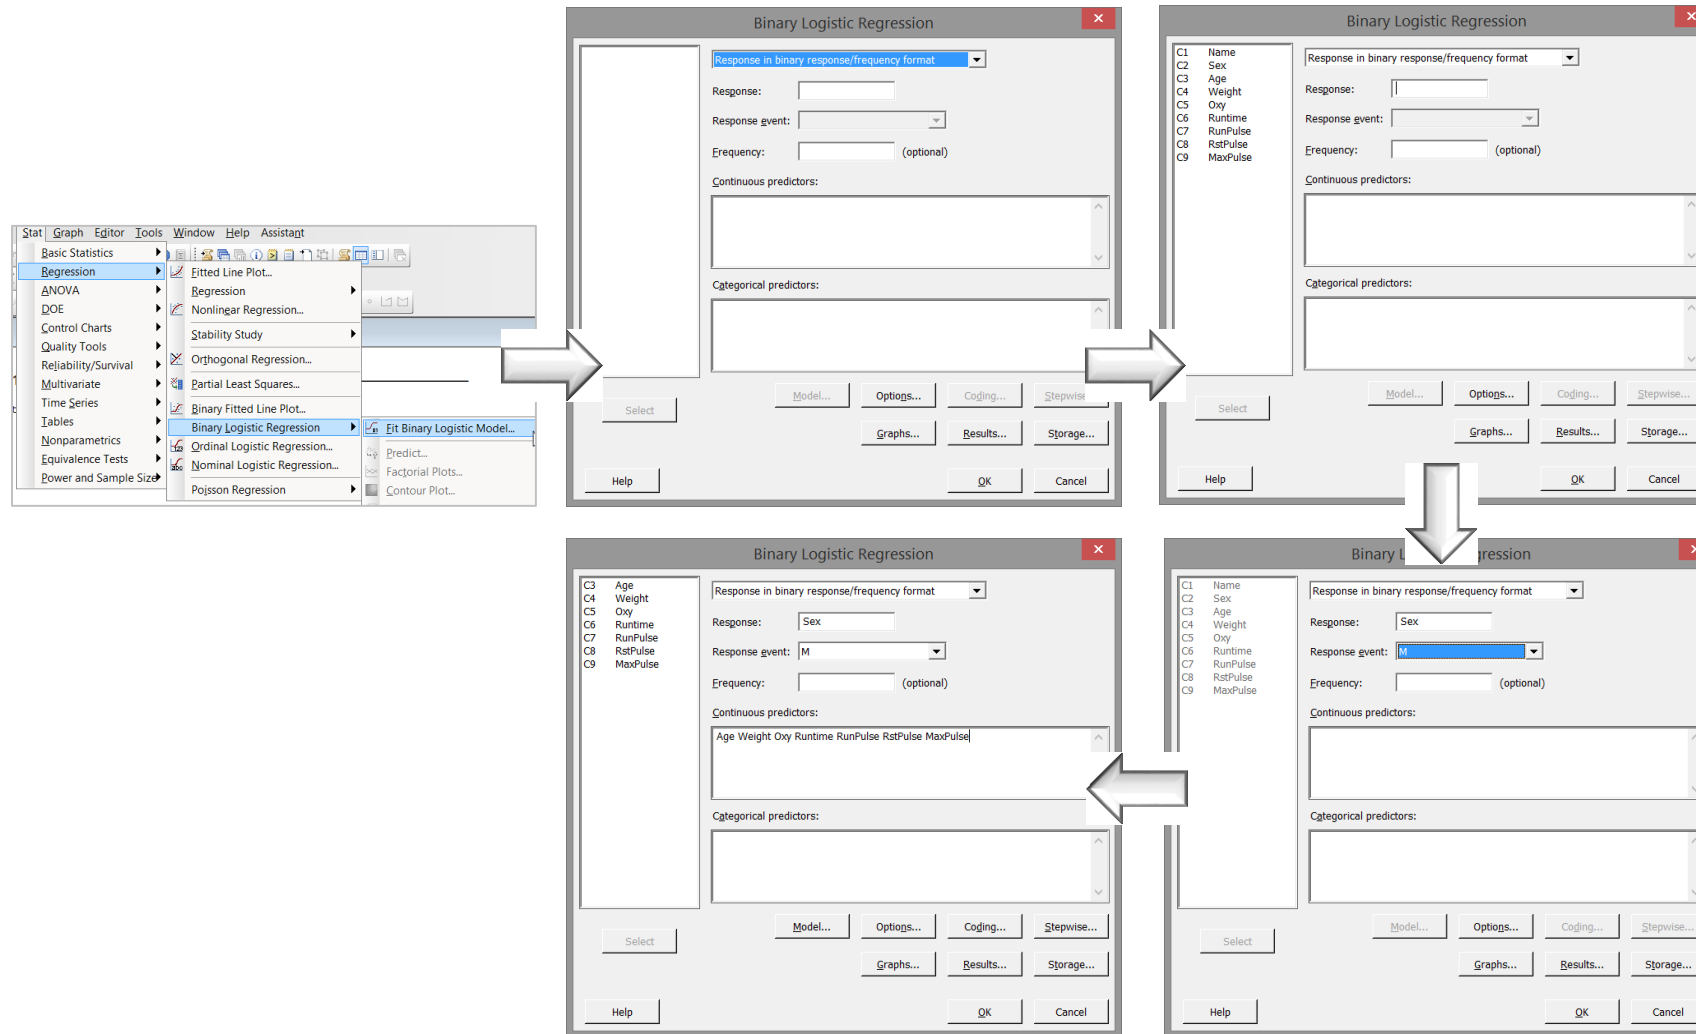 Stat Graph Editor Tools Window Help Assistant
Basic Statistics
Regression
ANOVA
DOE
Control Charts
Quality Tools
Reliability/Survival
Multivariate
Time Series
Tables
Nonparametrics
Equivalence Tests
Power and Sample Size
Fitted Line Plot...
Regression
Nonlinear Regression...
Stability Study
Orthogonal Regression...
Partial Least Squares...
Binary Fitted Line Plot...
Binary Logistic Regression
Ordinal Logistic Regression...
Nominal Logistic Regression...
Poisson Regression
Fit Binary Logistic Model...
Predict...
Factorial Plots...
Contour Plot...
Binary Logistic Regression
Response in binary response/frequency format
Response:
Response event:
Frequency: (optional)
Continuous predictors:
Categorical predictors:
Model... Options... Coding... Stepwise
Select
Graphs... Results... Storage...
Help OK Cancel
Binary Logistic Regression
C1 Name
C2 Sex
C3 Age
C4 Weight
C5 Oxy
C6 Runtime
C7 RunPulse
C8 RstPulse
C9 MaxPulse
Response in binary response/frequency format
Response:
Response event:
Frequency: (optional)
Continuous predictors:
Categorical predictors:
Model... Options... Coding... Stepwise...
Select
Graphs... Results... Storage...
Help OK Cancel
Binary L gression
C1 Name
C2 Sex
C3 Age
C4 Weight
C5 Oxy
C6 Runtime
C7 RunPulse
C8 RstPulse
C9 MaxPulse
Response in binary response/frequency format
Response: Sex
Response event: M
Frequency: (optional)
Continuous predictors:
Categorical predictors:
Model... Options... Coding... Stepwise...
Select
Graphs... Results... Storage...
Help OK Cancel
Binary Logistic Regression
C3 Age
C4 Weight
C5 Oxy
C6 Runtime
C7 RunPulse
C8 RstPulse
C9 MaxPulse
Response in binary response/frequency format
Response: Sex
Response event: M
Frequency: (optional)
Continuous predictors:
Age Weight Oxy Runtime RunPulse RstPulse MaxPulse
Categorical predictors:
Model... Options... Coding... Stepwise...
Select
Graphs... Results... Storage...
Help OK Cancel